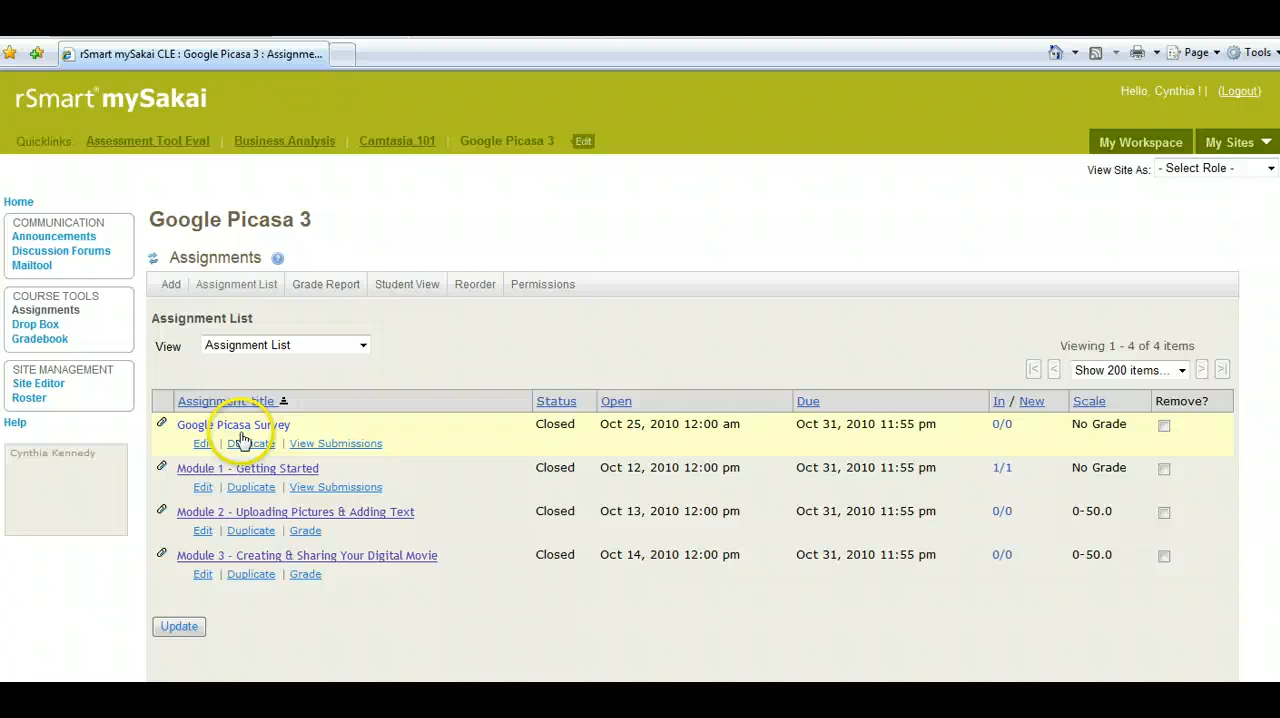 rSmart mySakai CLE : Google Picasa 3 : Assignme...
Page
Tools
rSmart mySakai
Hello, Cynthia ! | (Logout)
Quicklinks: Assessment Tool Eval | Business Analysis | Camtasia 101 | Google Picasa 3 Edit
My Workspace My Sites
View Site As: - Select Role -
Home
COMMUNICATION
Announcements
Discussion Forums
Mailtool
COURSE TOOLS
Assignments
Drop Box
Gradebook
SITE MANAGEMENT
Site Editor
Roster
Help
Cynthia Kennedy
Google Picasa 3
Assignments
Add | Assignment List | Grade Report | Student View | Reorder | Permissions
Assignment List
View Assignment List
Viewing 1 - 4 of 4 items
|< < Show 200 items... > >|
Assignment title Status Open Due In / New Scale Remove?
Google Picasa Survey Closed Oct 25, 2010 12:00 am Oct 31, 2010 11:55 pm 0/0 No Grade
Edit | Duplicate | View Submissions
Module 1 - Getting Started Closed Oct 12, 2010 12:00 pm Oct 31, 2010 11:55 pm 1/1 No Grade
Edit | Duplicate | View Submissions
Module 2 - Uploading Pictures & Adding Text Closed Oct 13, 2010 12:00 pm Oct 31, 2010 11:55 pm 0/0 0-50.0
Edit | Duplicate | Grade
Module 3 - Creating & Sharing Your Digital Movie Closed Oct 14, 2010 12:00 pm Oct 31, 2010 11:55 pm 0/0 0-50.0
Edit | Duplicate | Grade
Update